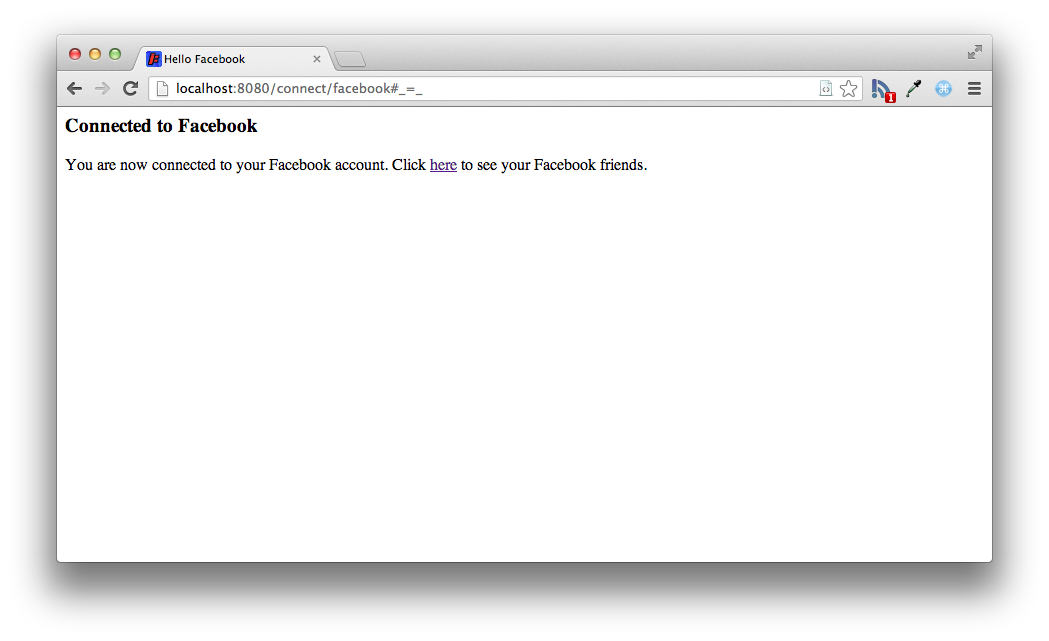 Hello Facebook
localhost:8080/connect/facebook#_=_
1
Connected to Facebook
You are now connected to your Facebook account. Click here to see your Facebook friends.